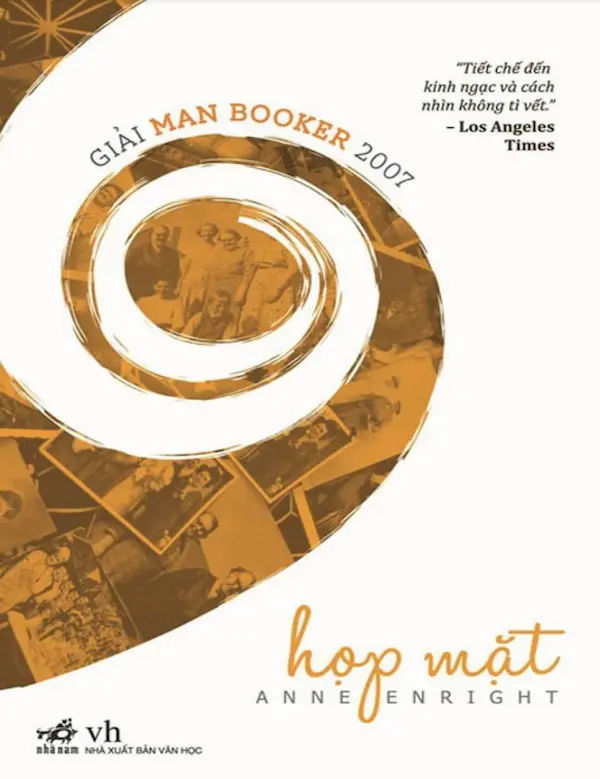 “Tiết chế đến
kinh ngạc và cách
nhìn không tì vết.”
– Los Angeles
Times
GIẢI MAN BOOKER 2007
họp mặt
ANNE ENRIGHT
nhã nam
vh
NHÀ XUẤT BẢN VĂN HỌC